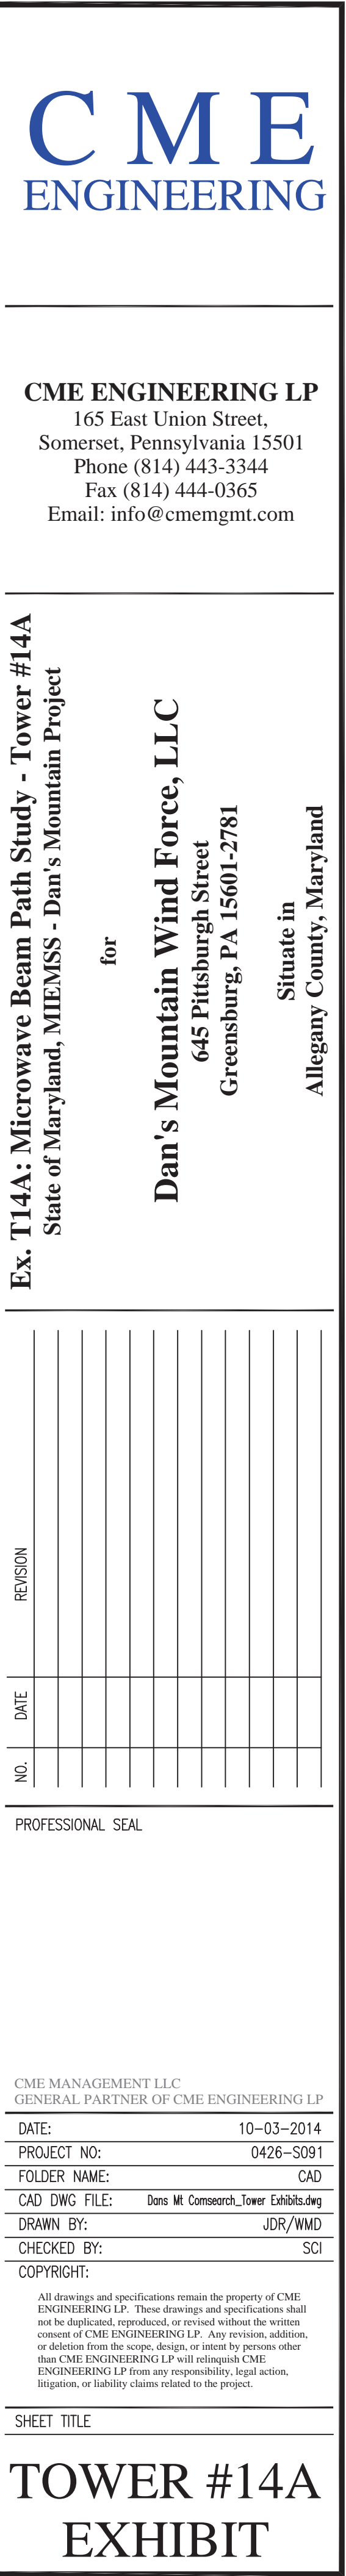 C M E
ENGINEERING
CME ENGINEERING LP
165 East Union Street,
Somerset, Pennsylvania 15501
Phone (814) 443-3344
Fax (814) 444-0365
Email: info@cmemgmt.com
Ex. T14A: Microwave Beam Path Study - Tower #14A
State of Maryland, MIEMSS - Dan's Mountain Project
for
Dan's Mountain Wind Force, LLC
645 Pittsburgh Street
Greensburg, PA 15601-2781
Situate in
Allegany County, Maryland
NO. DATE REVISION
PROFESSIONAL SEAL
CME MANAGEMENT LLC
GENERAL PARTNER OF CME ENGINEERING LP
DATE: 10-03-2014
PROJECT NO: 0426-S091
FOLDER NAME: CAD
CAD DWG FILE: Dans Mt Comsearch_Tower Exhibits.dwg
DRAWN BY: JDR/WMD
CHECKED BY: SCI
COPYRIGHT:
All drawings and specifications remain the property of CME
ENGINEERING LP. These drawings and specifications shall
not be duplicated, reproduced, or revised without the written
consent of CME ENGINEERING LP. Any revision, addition,
or deletion from the scope, design, or intent by persons other
than CME ENGINEERING LP will relinquish CME
ENGINEERING LP from any responsibility, legal action,
litigation, or liability claims related to the project.
SHEET TITLE
TOWER #14A
EXHIBIT